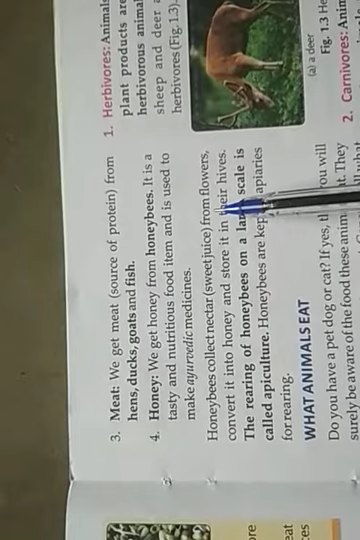 3. Meat: We get meat (source of protein) from
hens, ducks, goats and fish.
4. Honey: We get honey from honeybees. It is a
tasty and nutritious food item and is used to
make ayurvedic medicines.
Honeybees collect nectar (sweet juice) from flowers,
convert it into honey and store it in their hives.
The rearing of honeybees on a large scale is
called apiculture. Honeybees are kept apiaries
for rearing.
WHAT ANIMALS EAT
Do you have a pet dog or cat? If yes, you will
surely be aware of the food these They
1. Herbivores: Animals
plant products are
herbivorous animal
sheep and deer a
herbivores (Fig. 1.3).
(a) a deer
Fig. 1.3 He
2. Carnivores: Anim
ore
eat
ces